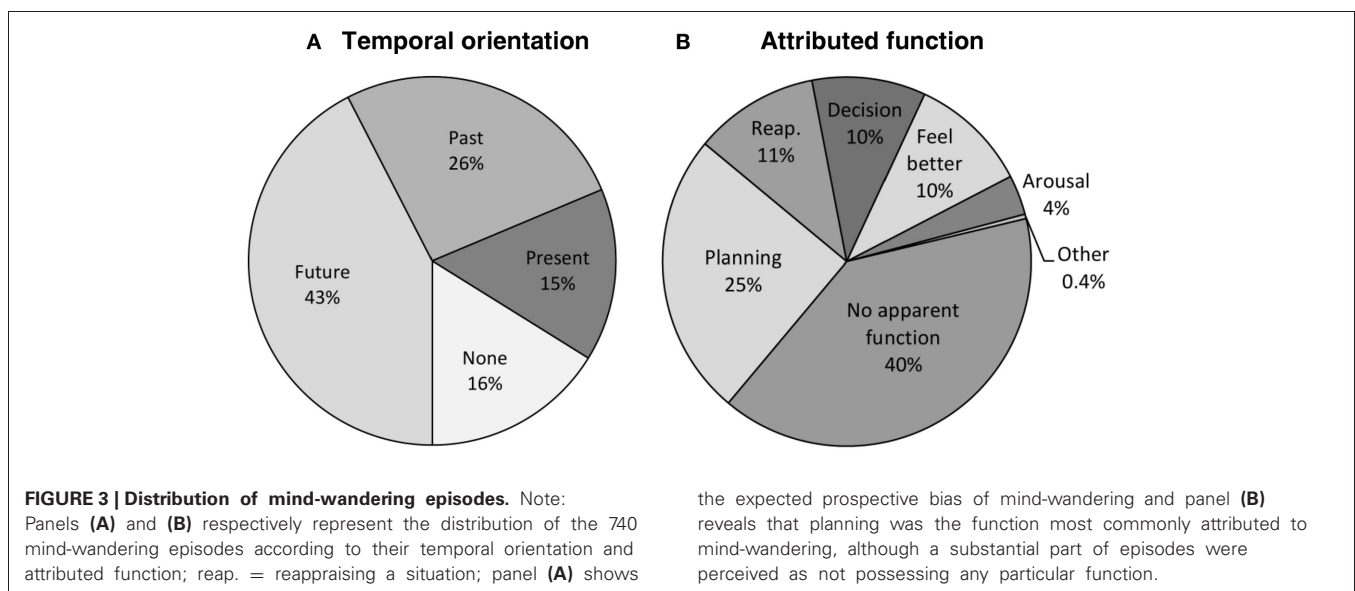 A Temporal orientation
Past
26%
Present
15%
Future
43%
None
16%
B Attributed function
Decision
10%
Reap.
11%
Feel
better
10%
Arousal
4%
Other
0.4%
Planning
25%
No apparent
function
40%
FIGURE 3 | Distribution of mind-wandering episodes. Note:
Panels (A) and (B) respectively represent the distribution of the 740
mind-wandering episodes according to their temporal orientation and
attributed function; reap. = reappraising a situation; panel (A) shows
the expected prospective bias of mind-wandering and panel (B)
reveals that planning was the function most commonly attributed to
mind-wandering, although a substantial part of episodes were
perceived as not possessing any particular function.